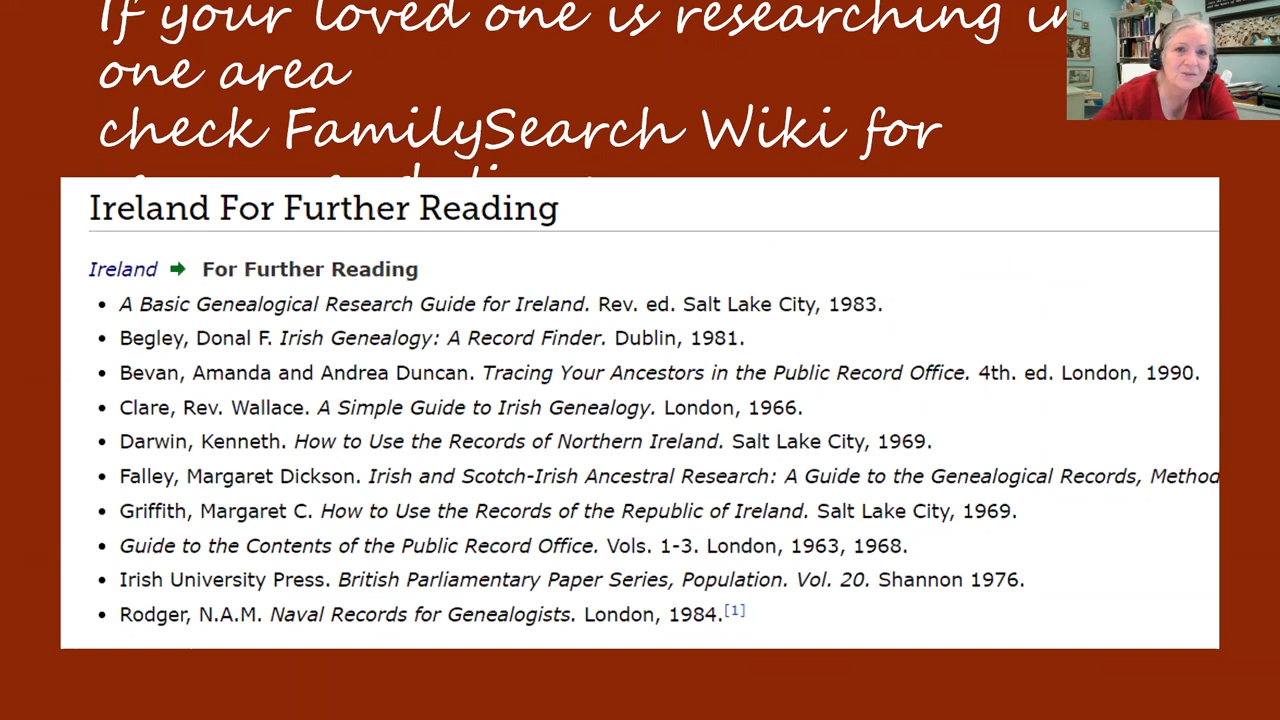 If your loved one is researching in
one area
check FamilySearch Wiki for
Ireland For Further Reading
Ireland For Further Reading
A Basic Genealogical Research Guide for Ireland. Rev. ed. Salt Lake City, 1983.
Begley, Donal F. Irish Genealogy: A Record Finder. Dublin, 1981.
Bevan, Amanda and Andrea Duncan. Tracing Your Ancestors in the Public Record Office. 4th. ed. London, 1990.
Clare, Rev. Wallace. A Simple Guide to Irish Genealogy. London, 1966.
Darwin, Kenneth. How to Use the Records of Northern Ireland. Salt Lake City, 1969.
Falley, Margaret Dickson. Irish and Scotch-Irish Ancestral Research: A Guide to the Genealogical Records, Method
Griffith, Margaret C. How to Use the Records of the Republic of Ireland. Salt Lake City, 1969.
Guide to the Contents of the Public Record Office. Vols. 1-3. London, 1963, 1968.
Irish University Press. British Parliamentary Paper Series, Population. Vol. 20. Shannon 1976.
Rodger, N.A.M. Naval Records for Genealogists. London, 1984.[1]